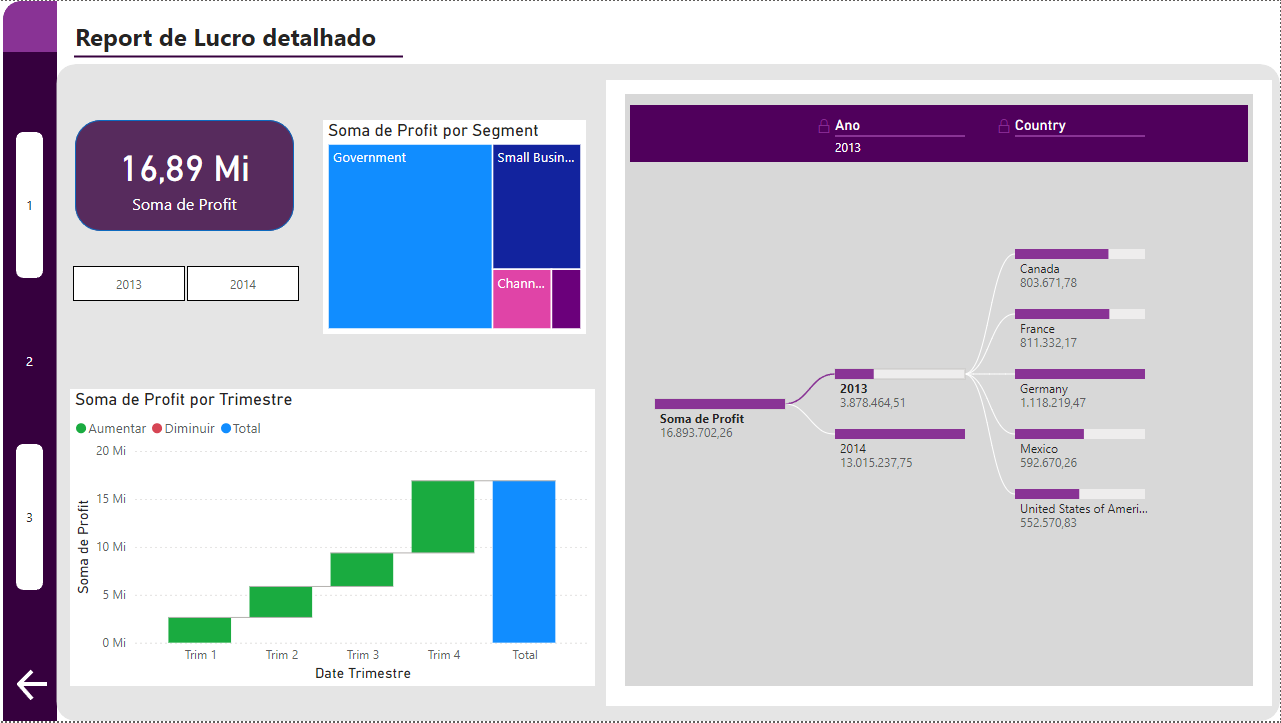 Report de Lucro detalhado
1
2
3
16,89 Mi
Soma de Profit
2013
2014
Soma de Profit por Segment
Government
Small Busin...
Chann...
Soma de Profit por Trimestre
Aumentar Diminuir Total
20 Mi
15 Mi
10 Mi
5 Mi
0 Mi
Soma de Profit
Trim 1 Trim 2 Trim 3 Trim 4 Total
Date Trimestre
Ano
2013
Country
Soma de Profit
16.893.702,26
2013
3.878.464,51
2014
13.015.237,75
Canada
803.671,78
France
811.332,17
Germany
1.118.219,47
Mexico
592.670,26
United States of Ameri...
552.570,83